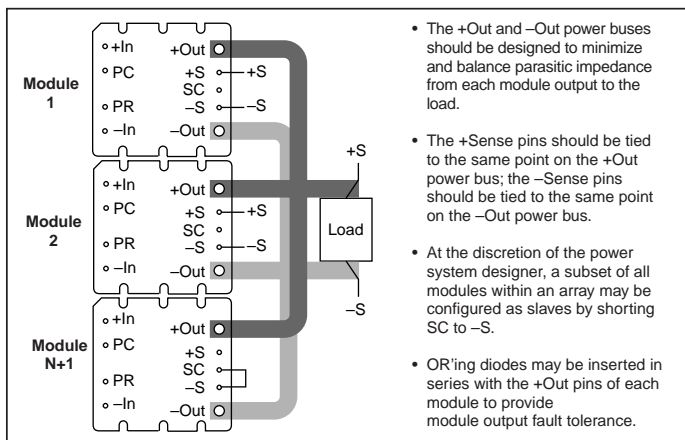 Module
1
+In
PC
PR
–In
+Out
+S
SC
–S
–Out
+S
–S
Module
2
+In
PC
PR
–In
+Out
+S
SC
–S
–Out
+S
–S
Module
N+1
+In
PC
PR
–In
+Out
+S
SC
–S
–Out
+S
Load
–S
• The +Out and –Out power buses
should be designed to minimize
and balance parasitic impedance
from each module output to the
load.
• The +Sense pins should be tied
to the same point on the +Out
power bus; the –Sense pins
should be tied to the same point
on the –Out power bus.
• At the discretion of the power
system designer, a subset of all
modules within an array may be
configured as slaves by shorting
SC to –S.
• OR'ing diodes may be inserted in
series with the +Out pins of each
module to provide
module output fault tolerance.